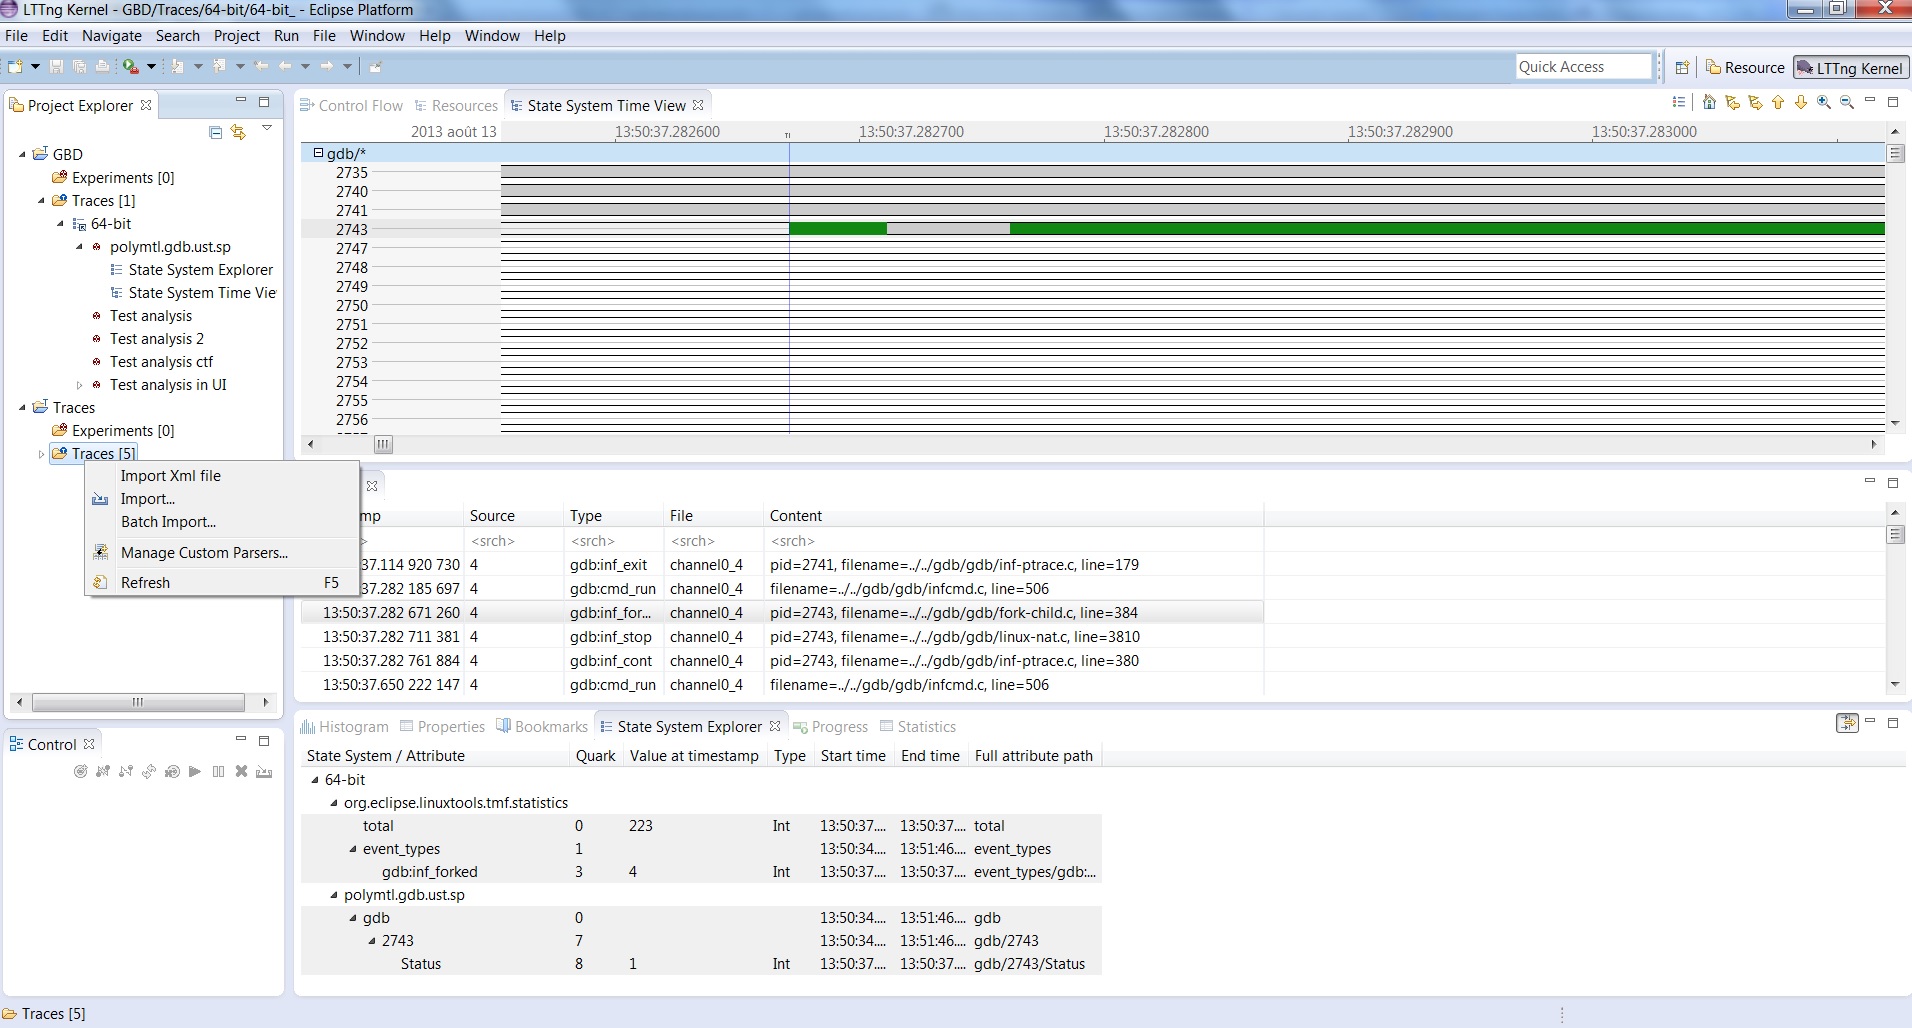 LTTng Kernel - GBD/Traces/64-bit/64-bit_ - Eclipse Platform
File Edit Navigate Search Project Run File Window Help Window Help
Quick Access Resource LTTng Kernel
Project Explorer
GBD
Experiments [0]
Traces [1]
64-bit
polymtl.gdb.ust.sp
State System Explorer
State System Time Vie
Test analysis
Test analysis 2
Test analysis ctf
Test analysis in UI
Traces
Experiments [0]
Traces [5]
Import Xml file
Import...
Batch Import...
Manage Custom Parsers...
Refresh F5
Control Flow Resources State System Time View
2013 août 13 13:50:37.282600 13:50:37.282700 13:50:37.282800 13:50:37.282900 13:50:37.283000
gdb/*
2735
2740
2741
2743
2747
2748
2749
2750
2751
2752
2753
2754
2755
2756
mp Source Type File Content
> <srch> <srch> <srch> <srch>
37.114 920 730 4 gdb:inf_exit channel0_4 pid=2741, filename=../../gdb/gdb/inf-ptrace.c, line=179
37.282 185 697 4 gdb:cmd_run channel0_4 filename=../../gdb/gdb/infcmd.c, line=506
13:50:37.282 671 260 4 gdb:inf_for... channel0_4 pid=2743, filename=../../gdb/gdb/fork-child.c, line=384
13:50:37.282 711 381 4 gdb:inf_stop channel0_4 pid=2743, filename=../../gdb/gdb/linux-nat.c, line=3810
13:50:37.282 761 884 4 gdb:inf_cont channel0_4 pid=2743, filename=../../gdb/gdb/inf-ptrace.c, line=380
13:50:37.650 222 147 4 gdb:cmd_run channel0_4 filename=../../gdb/gdb/infcmd.c, line=506
Control
Histogram Properties Bookmarks State System Explorer Progress Statistics
State System / Attribute Quark Value at timestamp Type Start time End time Full attribute path
64-bit
org.eclipse.linuxtools.tmf.statistics
total 0 223 Int 13:50:37.... 13:50:37.... total
event_types 1 13:50:34.... 13:51:46.... event_types
gdb:inf_forked 3 4 Int 13:50:37.... 13:50:37.... event_types/gdb:...
polymtl.gdb.ust.sp
gdb 0 13:50:34.... 13:51:46.... gdb
2743 7 13:50:34.... 13:51:46.... gdb/2743
Status 8 1 Int 13:50:37.... 13:50:37.... gdb/2743/Status
Traces [5]